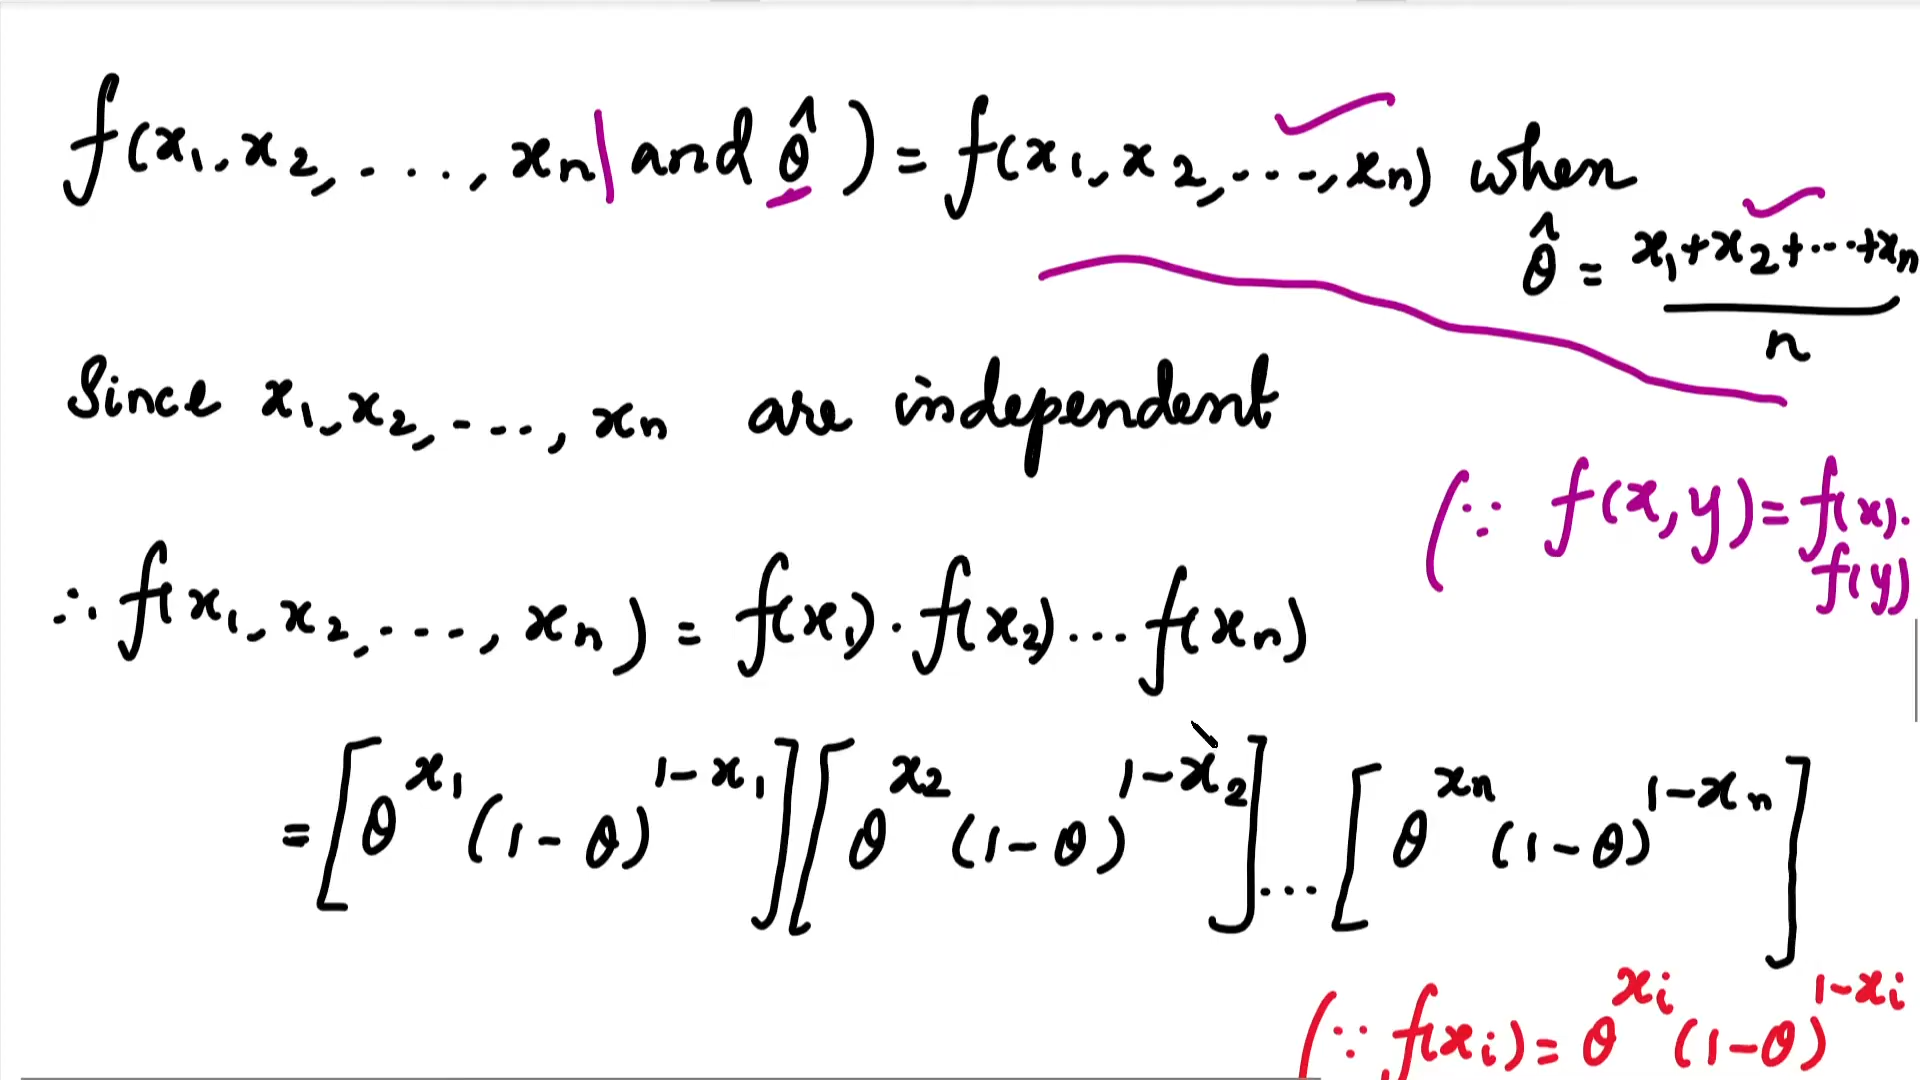 f(x₁, x₂, ...., xₙ | and θ̂) = f(x₁, x₂, ...., xₙ) when
θ̂ = (x₁+x₂+...+xₙ)/n
Since x₁, x₂, ...., xₙ are independent
(∵ f(x,y) = f(x).
f(y)
∴ f(x₁, x₂, ...., xₙ) = f(x₁) . f(x₂) ... f(xₙ)
= [θ^x₁ (1-θ)^1-x₁] [θ^x₂ (1-θ)^1-x₂] ... [θ^xₙ (1-θ)^1-xₙ]
(∵ f(xᵢ) = θ^xᵢ (1-θ)^1-xᵢ